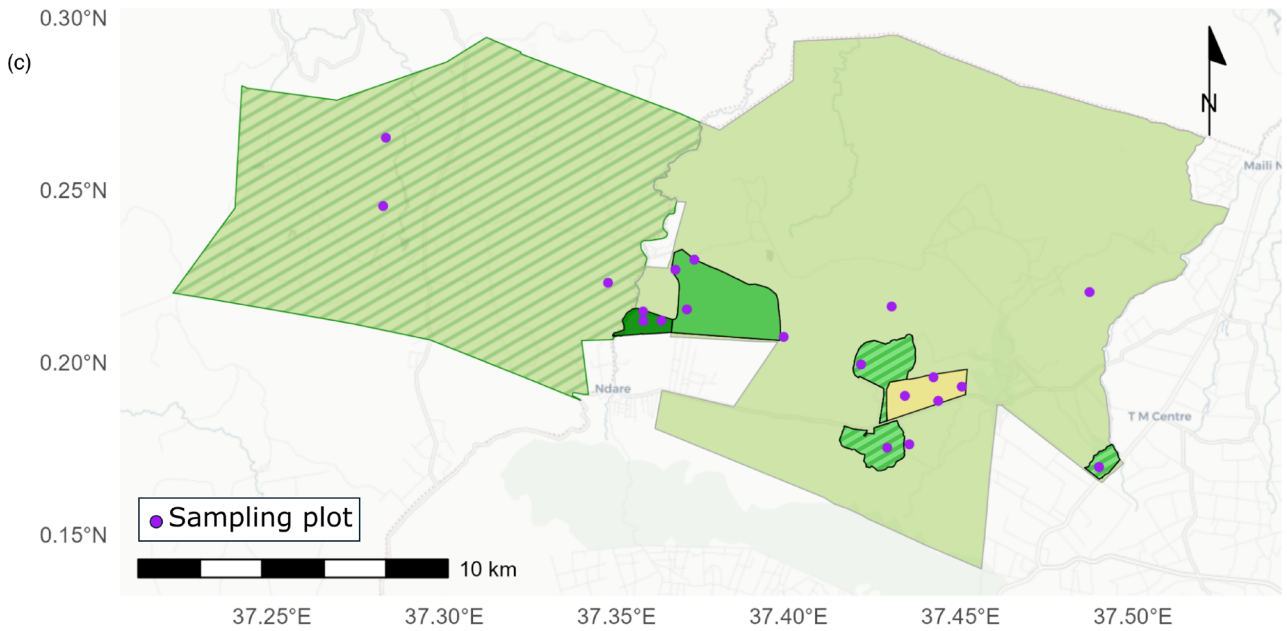 0.30°N
(c)
N
Maili N
0.25°N
0.20°N
Ndare
T M Centre
Sampling plot
0.15°N
10 km
37.25°E 37.30°E 37.35°E 37.40°E 37.45°E 37.50°E